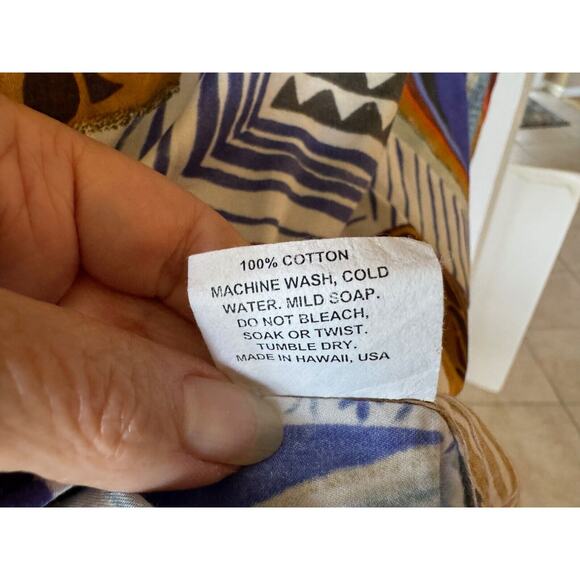 100% COTTON
MACHINE WASH, COLD
WATER. MILD SOAP.
DO NOT BLEACH,
SOAK OR TWIST.
TUMBLE DRY.
MADE IN HAWAII, USA